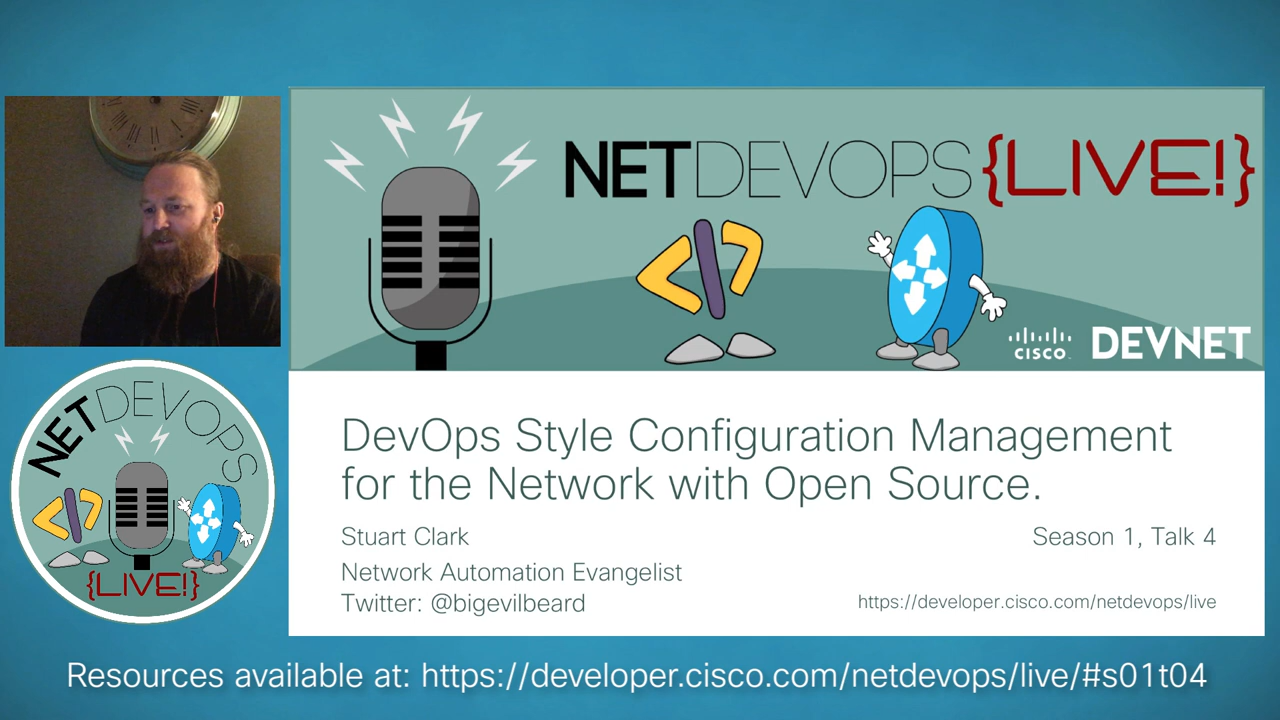 NETDEVOPS{LIVE!}
CISCO DEVNET
NETDEVOPS
{LIVE!}
DevOps Style Configuration Management
for the Network with Open Source.
Stuart Clark
Season 1, Talk 4
Network Automation Evangelist
Twitter: @bigevilbeard
https://developer.cisco.com/netdevops/live
Resources available at: https://developer.cisco.com/netdevops/live/#s01t04